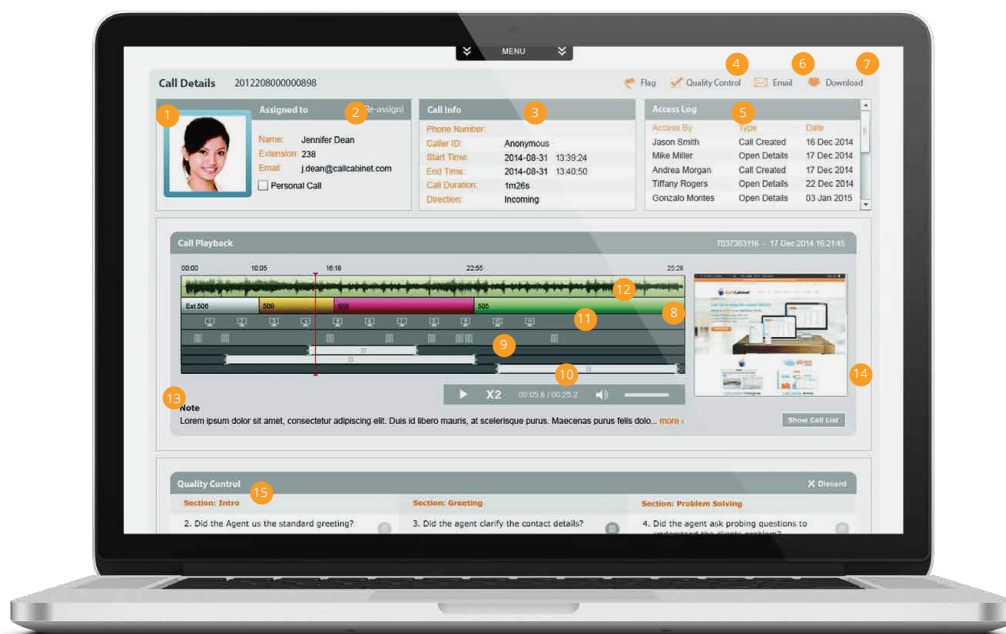 MENU
Call Details 2012208000000898
Flag Quality Control Email Download
4 6 7
1
Assigned to 2 (Re-assign)
Name: Jennifer Dean
Extension: 238
Email: j.dean@callcabinet.com
Personal Call
Call Info 3
Phone Number:
Caller ID: Anonymous
Start Time: 2014-08-31 13:39:24
End Time: 2014-08-31 13:40:50
Call Duration: 1m26s
Direction: Incoming
Access Log 5
Access By Type Date
Jason Smith Call Created 16 Dec 2014
Mike Miller Open Details 17 Dec 2014
Andrea Morgan Call Created 17 Dec 2014
Tiffany Rogers Open Details 22 Dec 2014
Gonzalo Montes Open Details 03 Jan 2015
Call Playback 7037363116 - 17 Dec 2014 16:21:45
00:00 10:05 16:18 22:55 25:28
12
Ext 506 500 505 8
11
9
10
X2 00:05.6 / 00:25.2
14
13
Note
Lorem ipsum dolor sit amet, consectetur adipiscing elit. Duis id libero mauris, at scelerisque purus. Maecenas purus felis dolo... more
Show Call List
Quality Control X Discard
15
Section: Intro Section: Greeting Section: Problem Solving
2. Did the Agent us the standard greeting? 3. Did the agent clarify the contact details? 4. Did the agent ask probing questions to
understand the clients problem?